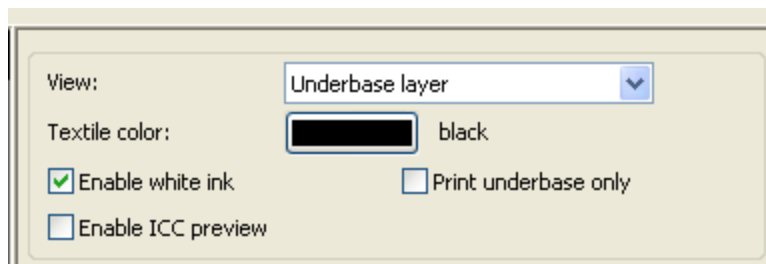 View: Underbase layer
Textile color: black
Enable white ink Print underbase only
Enable ICC preview